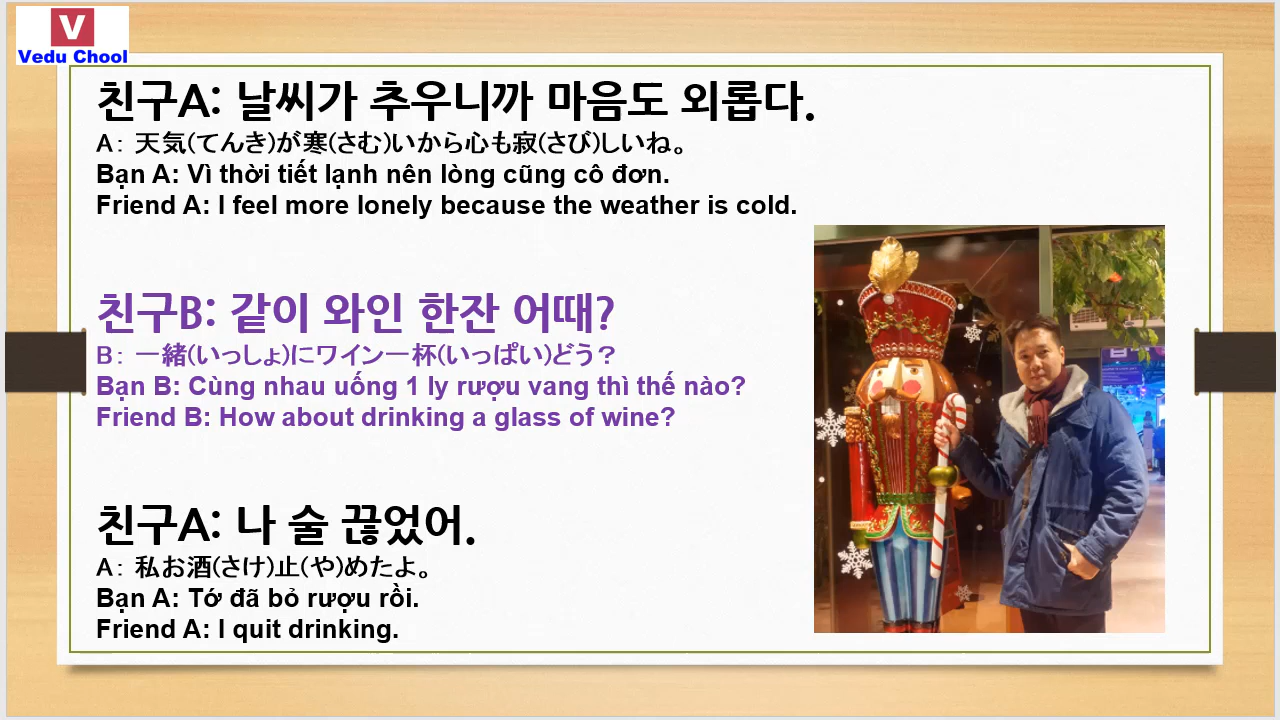 V
Vedu Chool
친구A: 날씨가 추우니까 마음도 외롭다.
A： 天気(てんき)が寒(さむ)いから心も寂(さび)しいね。
Bạn A: Vì thời tiết lạnh nên lòng cũng cô đơn.
Friend A: I feel more lonely because the weather is cold.
친구B: 같이 와인 한잔 어때?
B： 一緒(いっしょ)にワイン一杯(いっぱい)どう？
Bạn B: Cùng nhau uống 1 ly rượu vang thì thế nào?
Friend B: How about drinking a glass of wine?
친구A: 나 술 끊었어.
A： 私お酒(さけ)止(や)めたよ。
Bạn A: Tớ đã bỏ rượu rồi.
Friend A: I quit drinking.